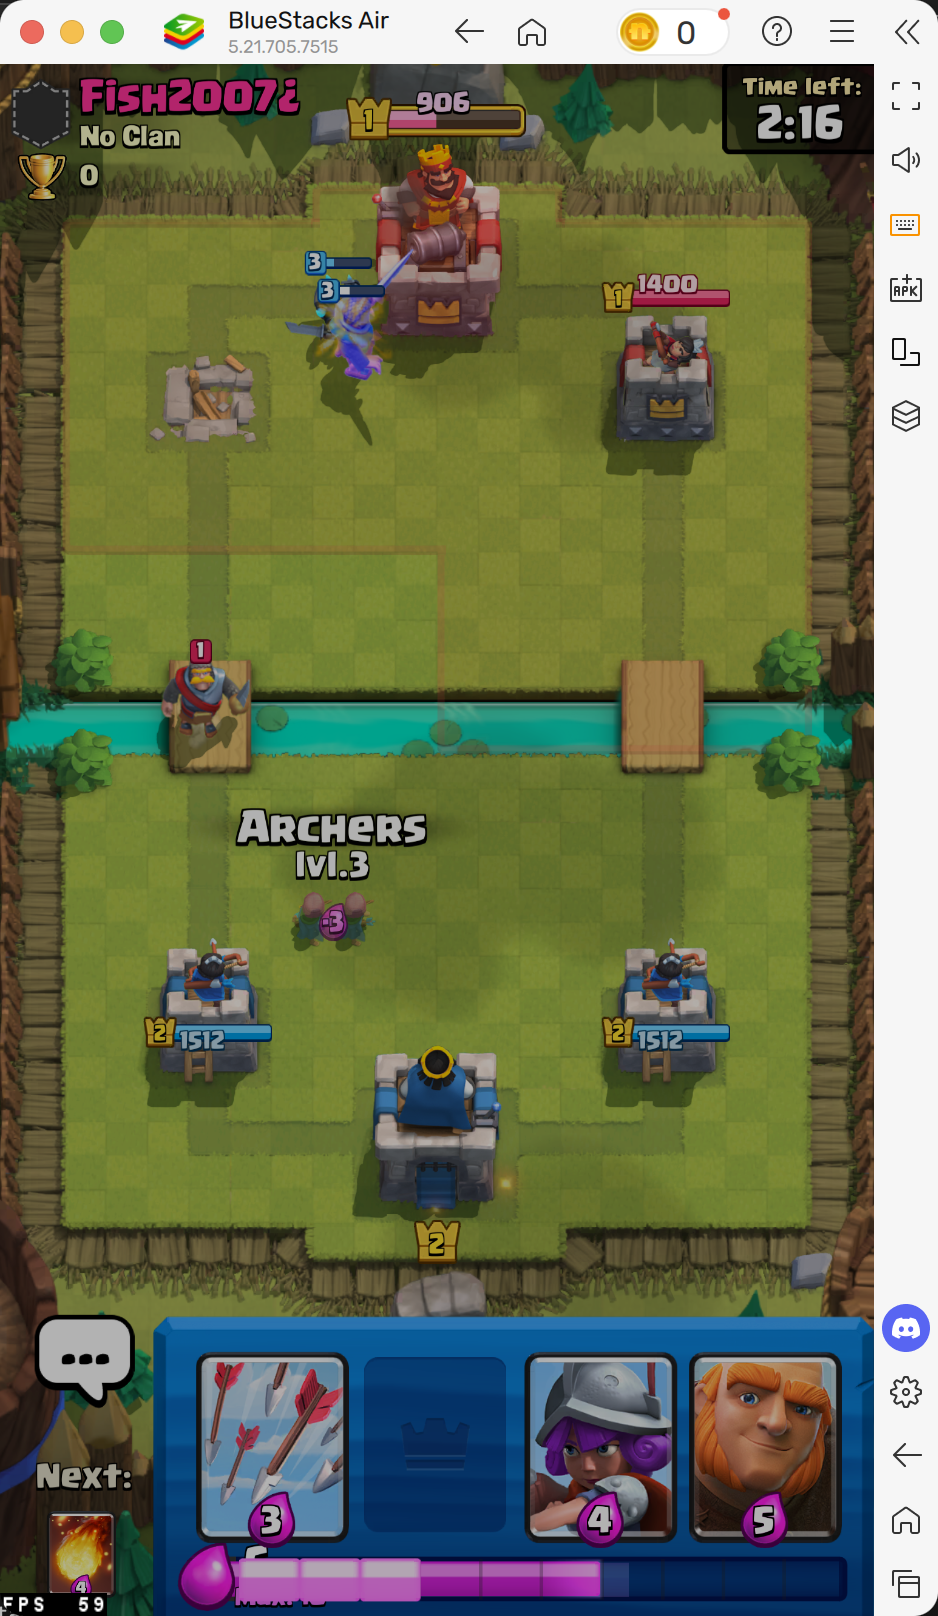 BlueStacks Air
5.21.705.7515
0
Fish2007¿
No Clan
0
1
906
Time left:
2:16
3
3
1
1400
1
Archers
lvl.3
-3
2
1512
2
1512
2
3
4
5
Next:
4
FPS 59
APK